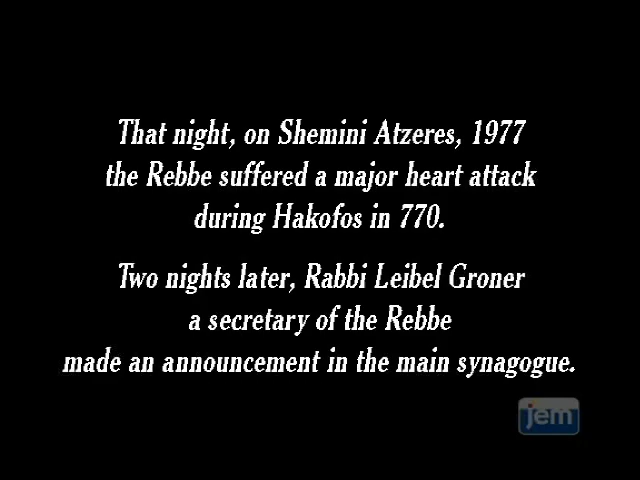 That night, on Shemini Atzeres, 1977
the Rebbe suffered a major heart attack
during Hakofos in 770.
Two nights later, Rabbi Leibel Groner
a secretary of the Rebbe
made an announcement in the main synagogue.
jem